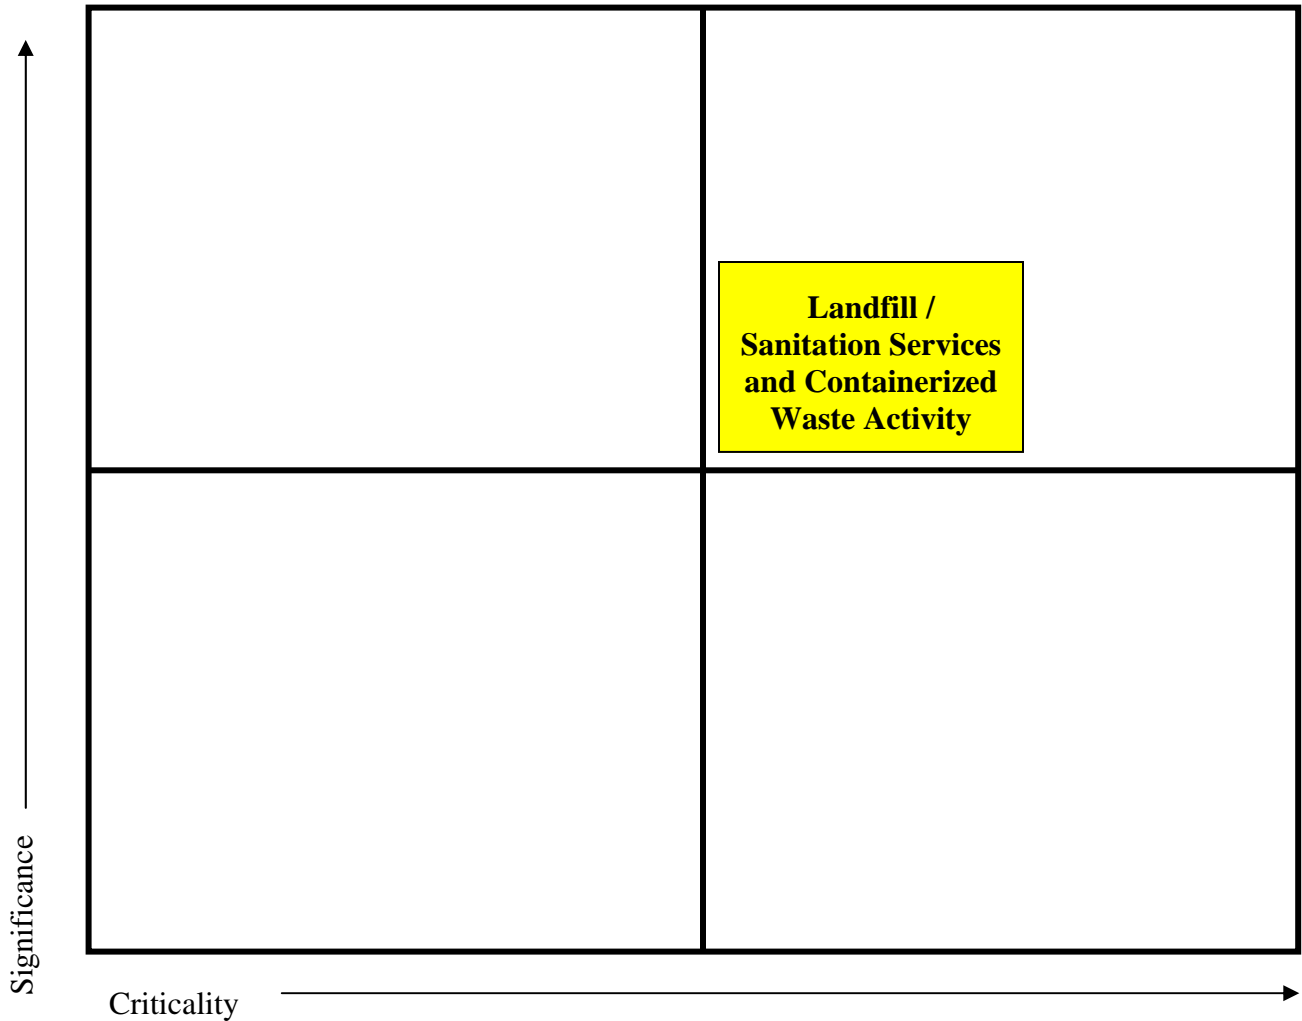 Landfill /
Sanitation Services
and Containerized
Waste Activity
Significance
Criticality